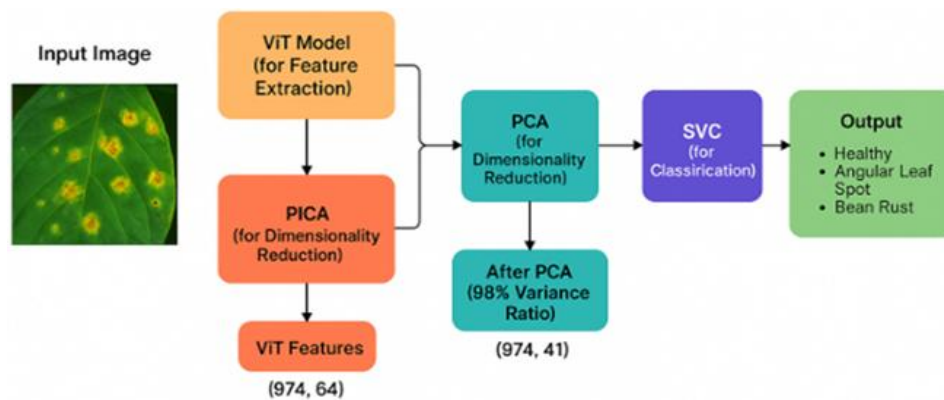 Input Image
ViT Model
(for Feature
Extraction)
PICA
(for Dimensionality
Reduction)
ViT Features
(974, 64)
PCA
(for
Dimensionality
Reduction)
After PCA
(98% Variance
Ratio)
(974, 41)
SVC
(for
Classirication)
Output
• Healthy
• Angular Leaf
Spot
• Bean Rust